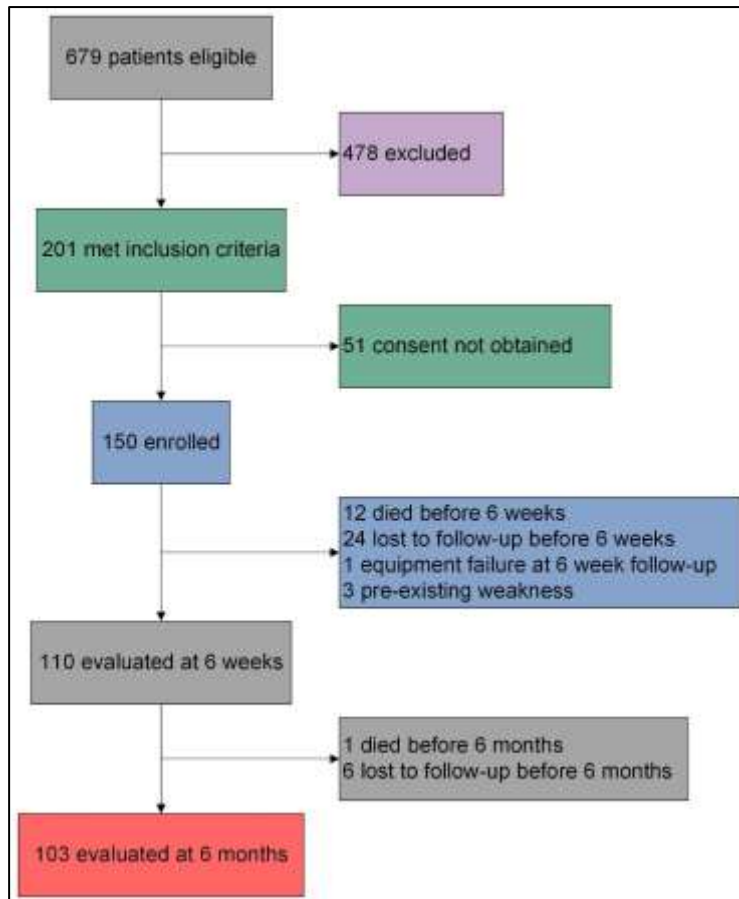 679 patients eligible
478 excluded
201 met inclusion criteria
51 consent not obtained
150 enrolled
12 died before 6 weeks
24 lost to follow-up before 6 weeks
1 equipment failure at 6 week follow-up
3 pre-existing weakness
110 evaluated at 6 weeks
1 died before 6 months
6 lost to follow-up before 6 months
103 evaluated at 6 months